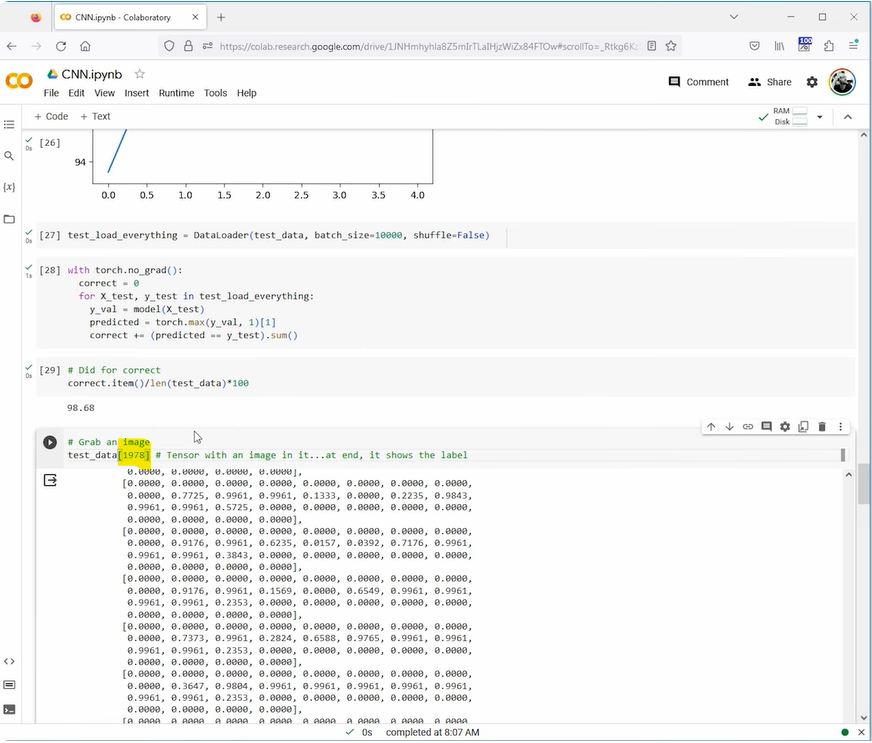 CNN.ipynb - Colaboratory
https://colab.research.google.com/drive/1JNHmhyhla8Z5mIrTLaIHjzWiZx84FTOw#scrollTo=_Rtkg6K
100
CO
CNN.ipynb
Comment
Share
File Edit View Insert Runtime Tools Help
+ Code + Text
RAM
Disk
0s
[26]
94
0.0 0.5 1.0 1.5 2.0 2.5 3.0 3.5 4.0
0s
[27] test_load_everything = DataLoader(test_data, batch_size=10000, shuffle=False)
1s
[28] with torch.no_grad():
correct = 0
for X_test, y_test in test_load_everything:
y_val = model(X_test)
predicted = torch.max(y_val, 1)[1]
correct += (predicted == y_test).sum()
0s
[29] # Did for correct
correct.item()/len(test_data)*100
98.68
# Grab an image
test_data[1978] # Tensor with an image in it...at end, it shows the label
0.0000, 0.0000, 0.0000, 0.0000],
[0.0000, 0.0000, 0.0000, 0.0000, 0.0000, 0.0000, 0.0000, 0.0000,
0.0000, 0.7725, 0.9961, 0.9961, 0.1333, 0.0000, 0.2235, 0.9843,
0.9961, 0.9961, 0.5725, 0.0000, 0.0000, 0.0000, 0.0000, 0.0000,
0.0000, 0.0000, 0.0000, 0.0000],
[0.0000, 0.0000, 0.0000, 0.0000, 0.0000, 0.0000, 0.0000, 0.0000,
0.0000, 0.9176, 0.9961, 0.6235, 0.0157, 0.0392, 0.7176, 0.9961,
0.9961, 0.9961, 0.3843, 0.0000, 0.0000, 0.0000, 0.0000, 0.0000,
0.0000, 0.0000, 0.0000, 0.0000],
[0.0000, 0.0000, 0.0000, 0.0000, 0.0000, 0.0000, 0.0000, 0.0000,
0.0000, 0.9176, 0.9961, 0.1569, 0.0000, 0.6549, 0.9961, 0.9961,
0.9961, 0.9961, 0.2353, 0.0000, 0.0000, 0.0000, 0.0000, 0.0000,
0.0000, 0.0000, 0.0000, 0.0000],
[0.0000, 0.0000, 0.0000, 0.0000, 0.0000, 0.0000, 0.0000, 0.0000,
0.0000, 0.7373, 0.9961, 0.2824, 0.6588, 0.9765, 0.9961, 0.9961,
0.9961, 0.9961, 0.2353, 0.0000, 0.0000, 0.0000, 0.0000, 0.0000,
0.0000, 0.0000, 0.0000, 0.0000],
[0.0000, 0.0000, 0.0000, 0.0000, 0.0000, 0.0000, 0.0000, 0.0000,
0.0000, 0.3647, 0.9804, 0.9961, 0.9961, 0.9961, 0.9961, 0.9961,
0.9961, 0.9961, 0.2353, 0.0000, 0.0000, 0.0000, 0.0000, 0.0000,
0.0000, 0.0000, 0.0000, 0.0000],
[0.0000, 0.0000, 0.0000, 0.0000, 0.0000, 0.0000, 0.0000, 0.0000,
0s completed at 8:07 AM